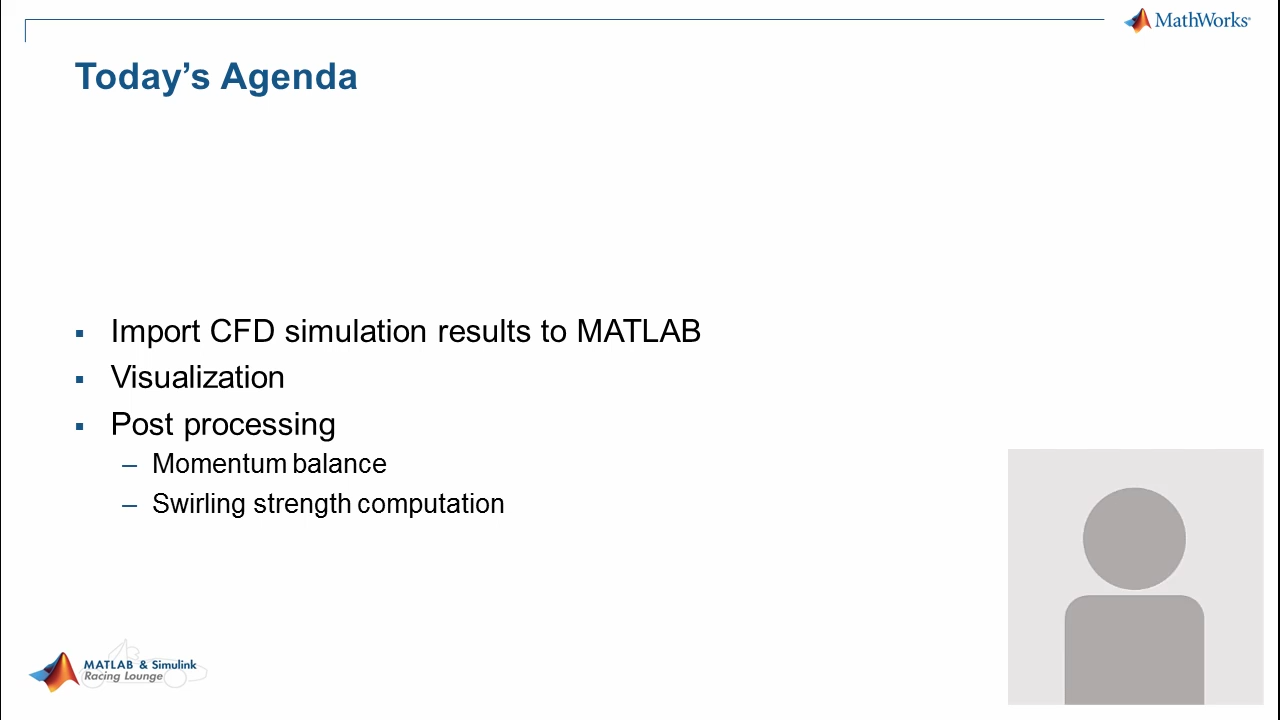 MathWorks®
Today’s Agenda
Import CFD simulation results to MATLAB
Visualization
Post processing
– Momentum balance
– Swirling strength computation
MATLAB & Simulink
Racing Lounge